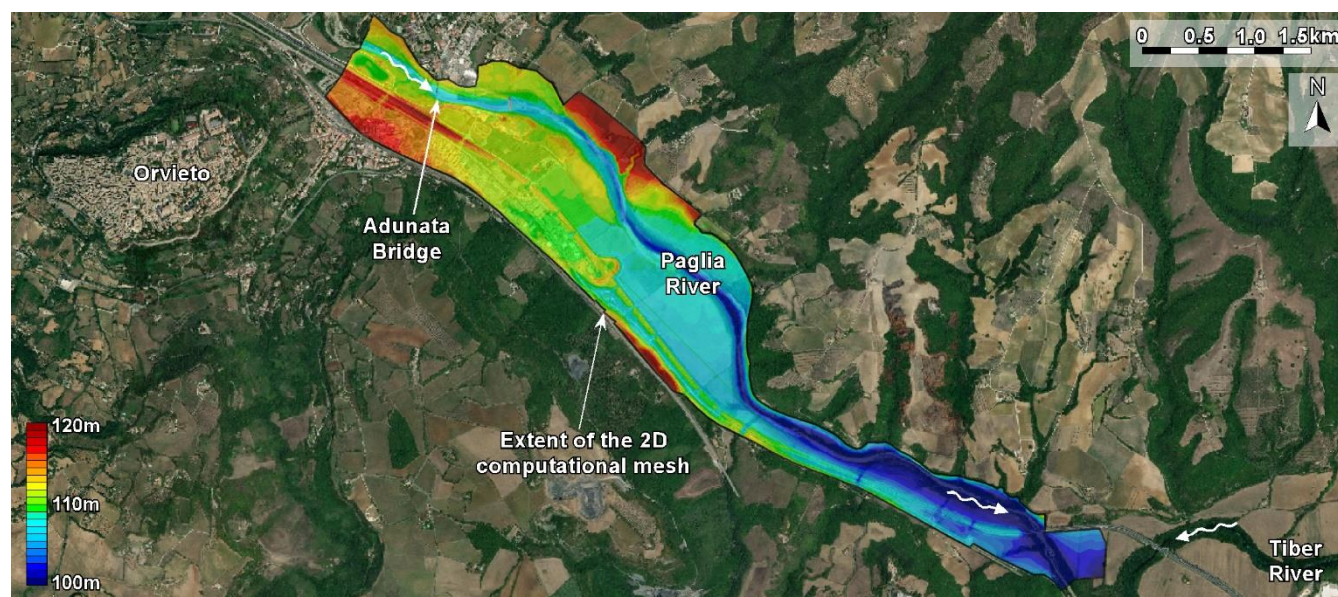 0 0.5 1.0 1.5km
N
Orvieto
Adunata
Bridge
Paglia
River
Extent of the 2D
computational mesh
120m
110m
100m
Tiber
River